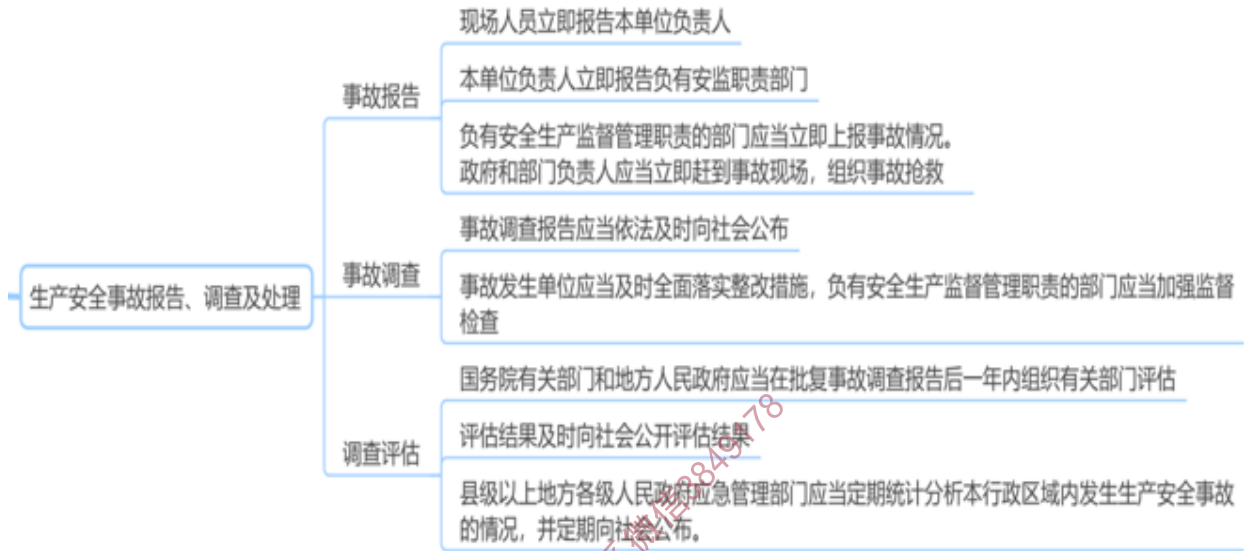 现场人员立即报告本单位负责人
事故报告
本单位负责人立即报告负有安监职责部门
负有安全生产监督管理职责的部门应当立即上报事故情况。
政府和部门负责人应当立即赶到事故现场，组织事故抢救
事故调查报告应当依法及时向社会公布
事故调查
生产安全事故报告、调查及处理
事故发生单位应当及时全面落实整改措施，负有安全生产监督管理职责的部门应当加强监督
检查
国务院有关部门和地方人民政府应当在批复事故调查报告后一年内组织有关部门评估
调查评估
评估结果及时向社会公开评估结果
县级以上地方各级人民政府应急管理部门应当定期统计分析本行政区域内发生生产安全事故
的情况，并定期向社会公布。
微信3849178